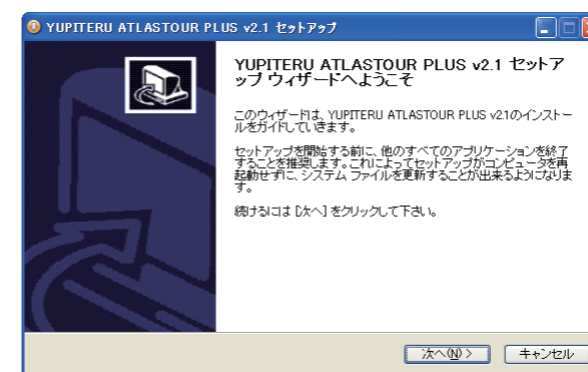 YUPITERU ATLASTOUR PLUS v2.1 セットアップ
YUPITERU ATLASTOUR PLUS v2.1 セットア
ップ ウィザードへようこそ
このウィザードは、YUPITERU ATLASTOUR PLUS v2.1のインストー
ルをガイドしていきます。
セットアップを開始する前に、他のすべてのアプリケーションを終了
することを推奨します。これによってセットアップがコンピュータを再
起動せずに、システム ファイルを更新することが出来るようになりま
す。
続けるには [次へ] をクリックして下さい。
次へ(N) >
キャンセル